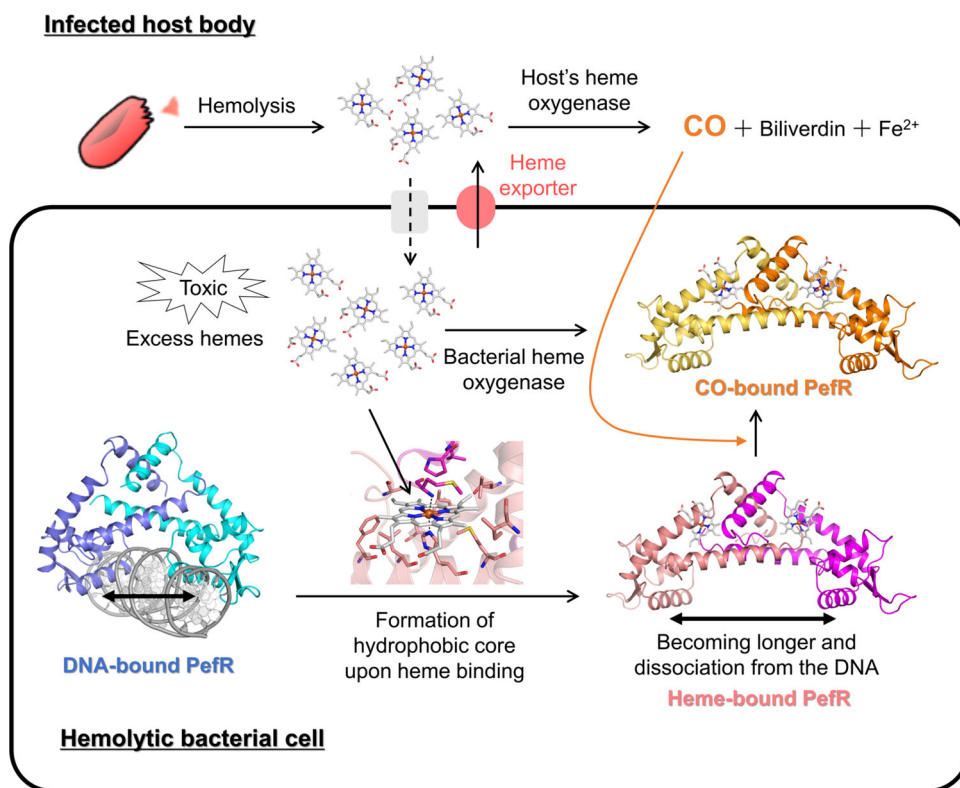 Infected host body
Hemolysis
Host's heme
oxygenase
CO + Biliverdin + Fe²⁺
Heme
exporter
Toxic
Excess hemes
Bacterial heme
oxygenase
CO-bound PefR
DNA-bound PefR
Formation of
hydrophobic core
upon heme binding
Becoming longer and
dissociation from the DNA
Heme-bound PefR
Hemolytic bacterial cell